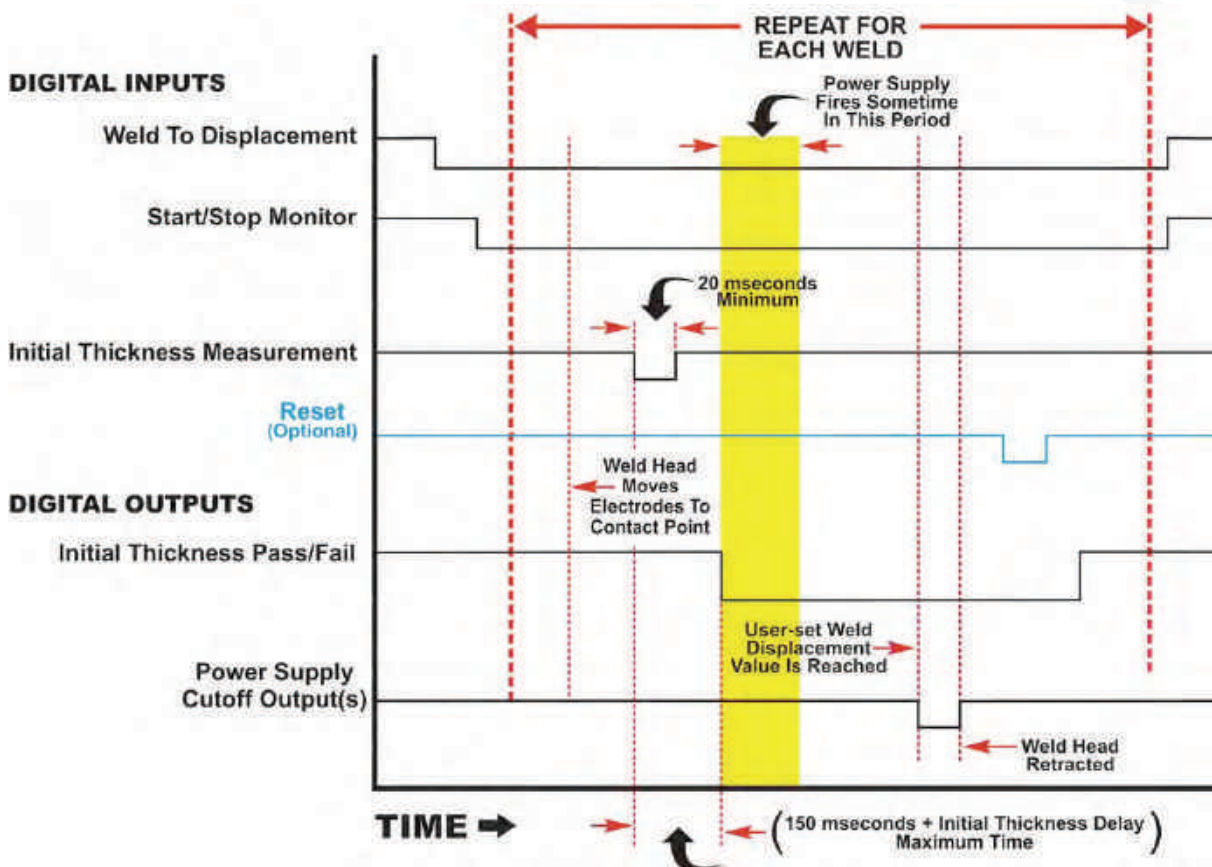 REPEAT FOR
EACH WELD
DIGITAL INPUTS
Power Supply
Fires Sometime
In This Period
Weld To Displacement
Start/Stop Monitor
20 mseconds
Minimum
Initial Thickness Measurement
Reset
(Optional)
Weld Head
Moves
Electrodes To
Contact Point
DIGITAL OUTPUTS
Initial Thickness Pass/Fail
User-set Weld
Displacement
Value Is Reached
Power Supply
Cutoff Output(s)
Weld Head
Retracted
TIME
(150 mseconds + Initial Thickness Delay
Maximum Time)